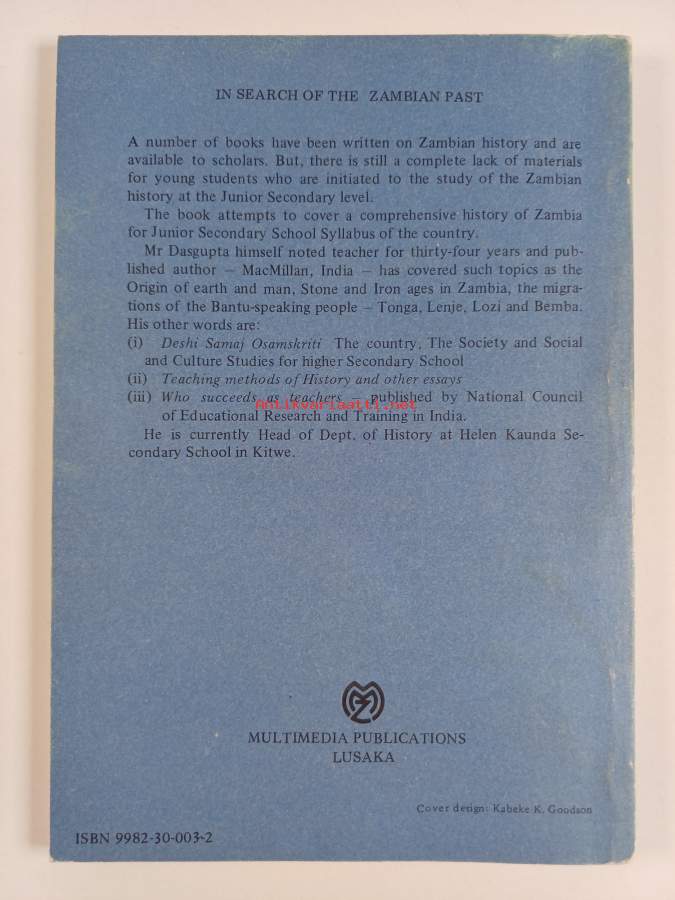 IN SEARCH OF THE ZAMBIAN PAST
A number of books have been written on Zambian history and are
available to scholars. But, there is still a complete lack of materials
for young students who are initiated to the study of the Zambian
history at the Junior Secondary level.
The book attempts to cover a comprehensive history of Zambia
for Junior Secondary School Syllabus of the country.
Mr Dasgupta himself noted teacher for thirty-four years and pub-
lished author – MacMillan, India – has covered such topics as the
Origin of earth and man, Stone and Iron ages in Zambia, the migra-
tions of the Bantu-speaking people – Tonga, Lenje, Lozi and Bemba.
His other words are:
(i) Deshi Samaj Osamskriti The country, The Society and Social
and Culture Studies for higher Secondary School
(ii) Teaching methods of History and other essays
(iii) Who succeeds as teachers – published by National Council
Antikvariaatti.net
of Educational Research and Training in India.
He is currently Head of Dept. of History at Helen Kaunda Se-
condary School in Kitwe.
MULTIMEDIA PUBLICATIONS
LUSAKA
Cover design: Kabeke K. Goodson
ISBN 9982-30-003-2